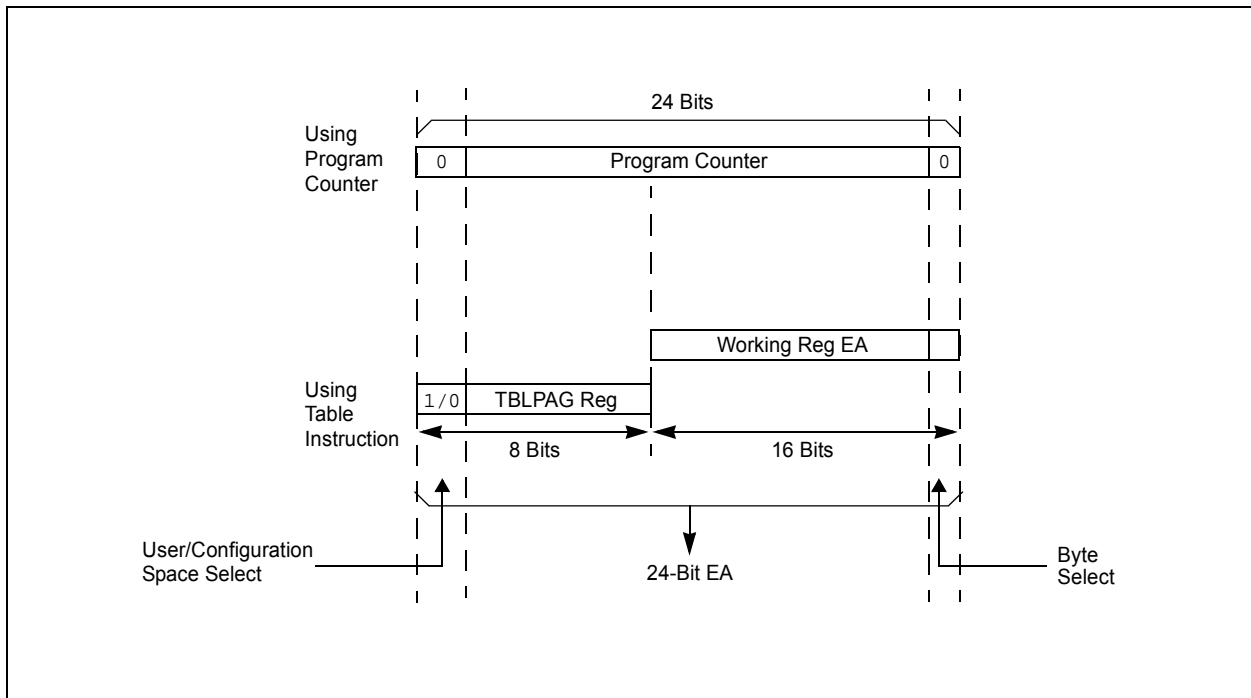 24 Bits
Using
Program
Counter
0
Program Counter
0
Working Reg EA
Using
Table
Instruction
1/0
TBLPAG Reg
8 Bits
16 Bits
User/Configuration
Space Select
24-Bit EA
Byte
Select